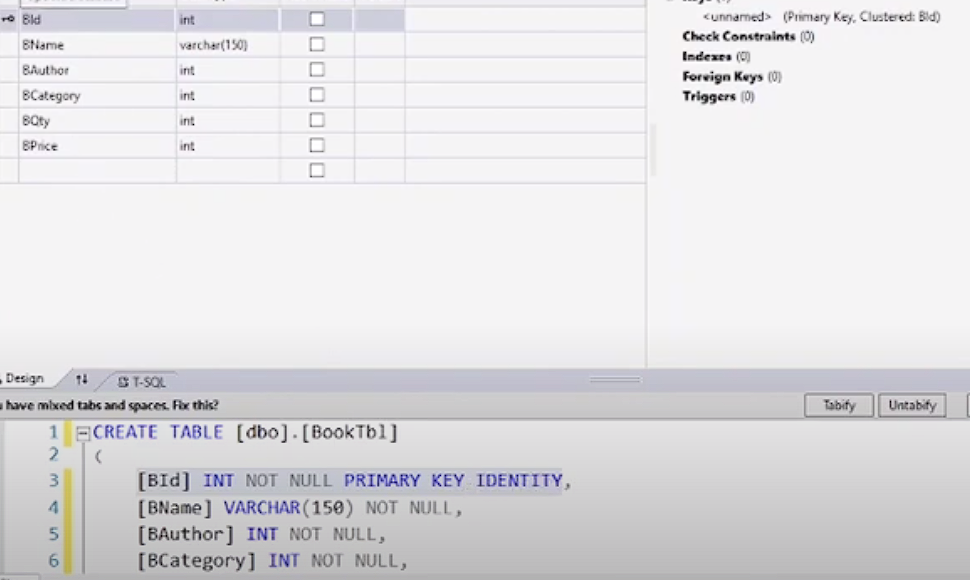 BId int
BName varchar(150)
BAuthor int
BCategory int
BQty int
BPrice int
<unnamed> (Primary Key, Clustered: BId)
Check Constraints (0)
Indexes (0)
Foreign Keys (0)
Triggers (0)
Design T-SQL
have mixed tabs and spaces. Fix this? Tabify Untabify
1 CREATE TABLE [dbo].[BookTbl]
2 (
3 [BId] INT NOT NULL PRIMARY KEY IDENTITY,
4 [BName] VARCHAR(150) NOT NULL,
5 [BAuthor] INT NOT NULL,
6 [BCategory] INT NOT NULL,